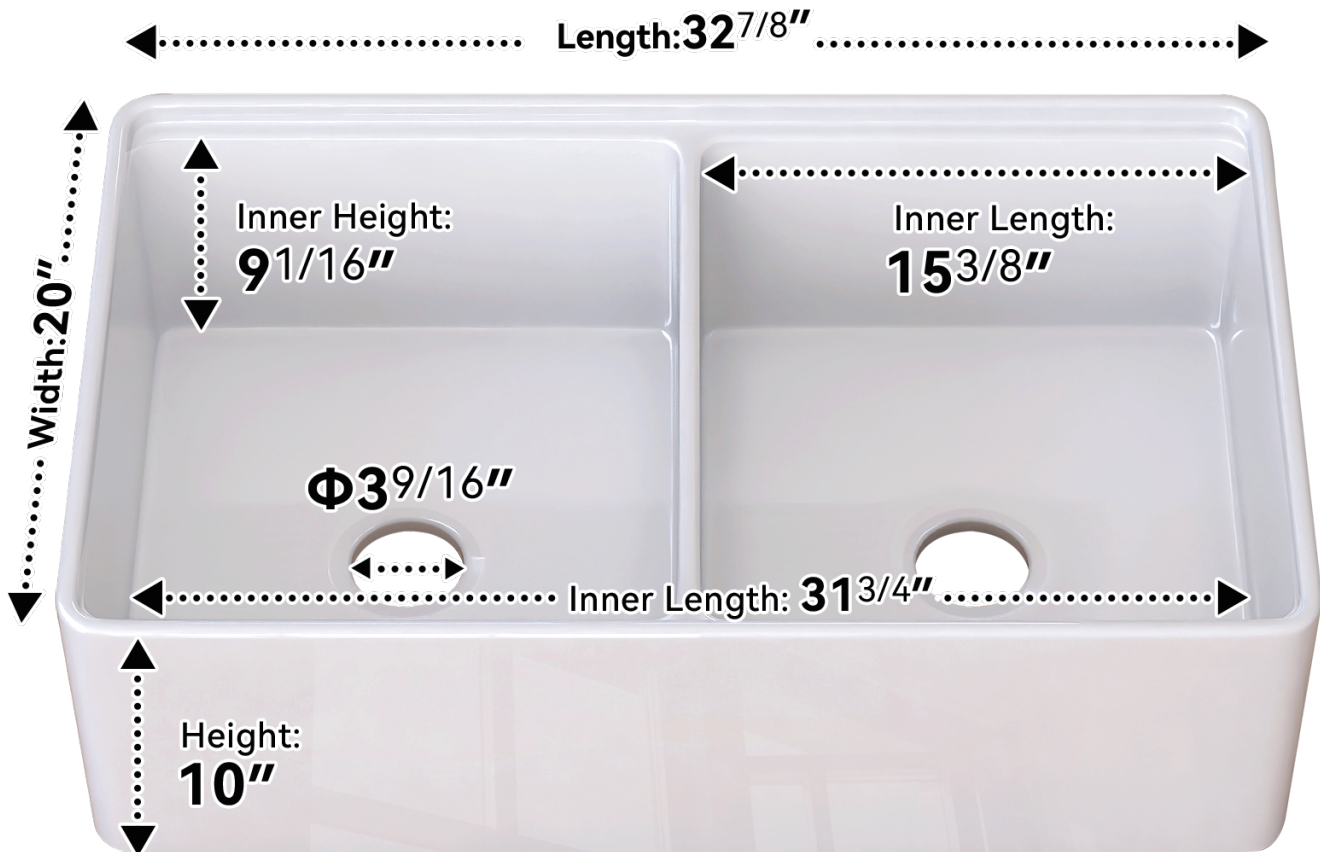 Length:32 7/8"
Inner Height:
9 1/16"
Inner Length:
15 3/8"
Width:20"
Φ3 9/16"
Inner Length: 31 3/4"
Height:
10"